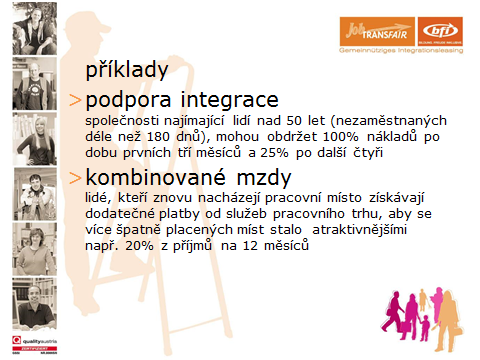 Job
TRANSFAIR
bfi
Gemeinnütziges Integrationsleasing
příklady
> podpora integrace
společnosti najímající lidí nad 50 let (nezaměstnaných
déle než 180 dnů), mohou obdržet 100% nákladů po
dobu prvních tří měsíců a 25% po další čtyři
> kombinované mzdy
lidé, kteří znovu nacházejí pracovní místo získávají
dodatečné platby od služeb pracovního trhu, aby se
více špatně placených míst stalo atraktivnějšími
např. 20% z příjmů na 12 měsíců
qualityaustria